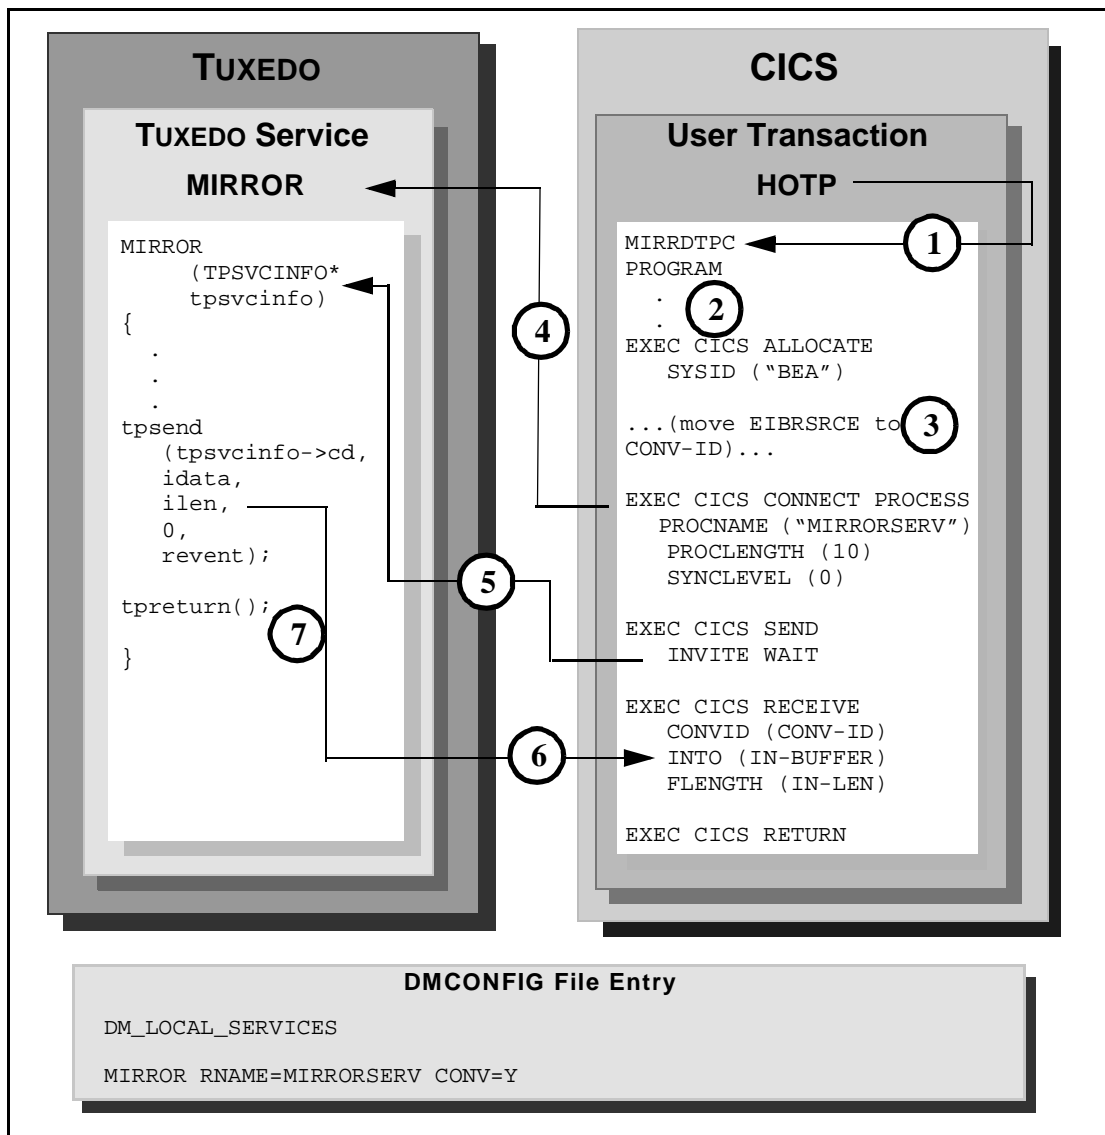 TUXEDO
TUXEDO Service
MIRROR
MIRROR
(TPSVCINFO*
tpsvcinfo)
{
.
.
.
tpsend
(tpsvcinfo->cd,
idata,
ilen,
0,
revent);
tpreturn();
}
7
4
5
6
CICS
User Transaction
HOTP
1
MIRRDTPC
PROGRAM
.
.
2
EXEC CICS ALLOCATE
SYSID (“BEA”)
...(move EIBRSRCE to
CONV-ID)...
3
EXEC CICS CONNECT PROCESS
PROCNAME (“MIRRORSERV”)
PROCLENGTH (10)
SYNCLEVEL (0)
EXEC CICS SEND
INVITE WAIT
EXEC CICS RECEIVE
CONVID (CONV-ID)
INTO (IN-BUFFER)
FLENGTH (IN-LEN)
EXEC CICS RETURN
DMCONFIG File Entry
DM_LOCAL_SERVICES
MIRROR RNAME=MIRRORSERV CONV=Y